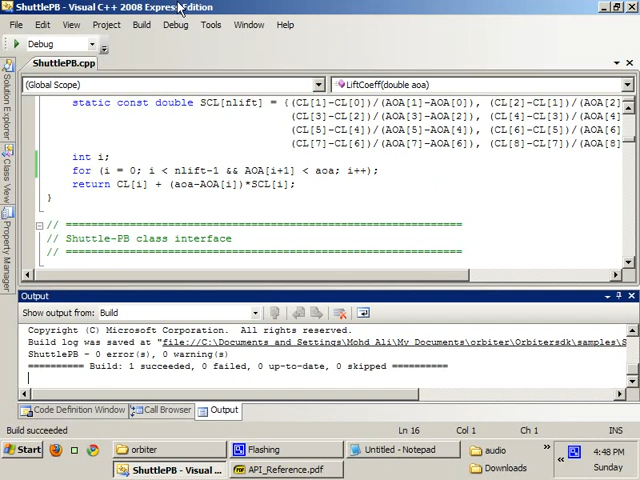 ShuttlePB - Visual C++ 2008 Express Edition
File Edit View Project Build Debug Tools Window Help
Debug
ShuttlePB.cpp
(Global Scope) LiftCoeff(double aoa)
static const double SCL[nlift] = {(CL[1]-CL[0])/(AOA[1]-AOA[0]), (CL[2]-CL[1])/(AOA[2]
(CL[3]-CL[2])/(AOA[3]-AOA[2]), (CL[4]-CL[3])/(AOA[4]
(CL[5]-CL[4])/(AOA[5]-AOA[4]), (CL[6]-CL[5])/(AOA[6]
(CL[7]-CL[6])/(AOA[7]-AOA[6]), (CL[8]-CL[7])/(AOA[8]
int i;
for (i = 0; i < nlift-1 && AOA[i+1] < aoa; i++);
return CL[i] + (aoa-AOA[i])*SCL[i];
}
// ==============================================================
// Shuttle-PB class interface
// ==============================================================
Solution Explorer
Class View
Property Manager
Output
Show output from: Build
Copyright (C) Microsoft Corporation. All rights reserved.
Build log was saved at "file://C:\Documents and Settings\Mohd Ali\My Documents\orbiter\Orbitersdk\samples\S
ShuttlePB - 0 error(s), 0 warning(s)
========== Build: 1 succeeded, 0 failed, 0 up-to-date, 0 skipped ==========
Code Definition Window Call Browser Output
Build succeeded Ln 16 Col 1 Ch 1 INS
Start orbiter Flashing Untitled - Notepad audio » 4:48 PM
ShuttlePB - Visual ... API_Reference.pdf Downloads Sunday